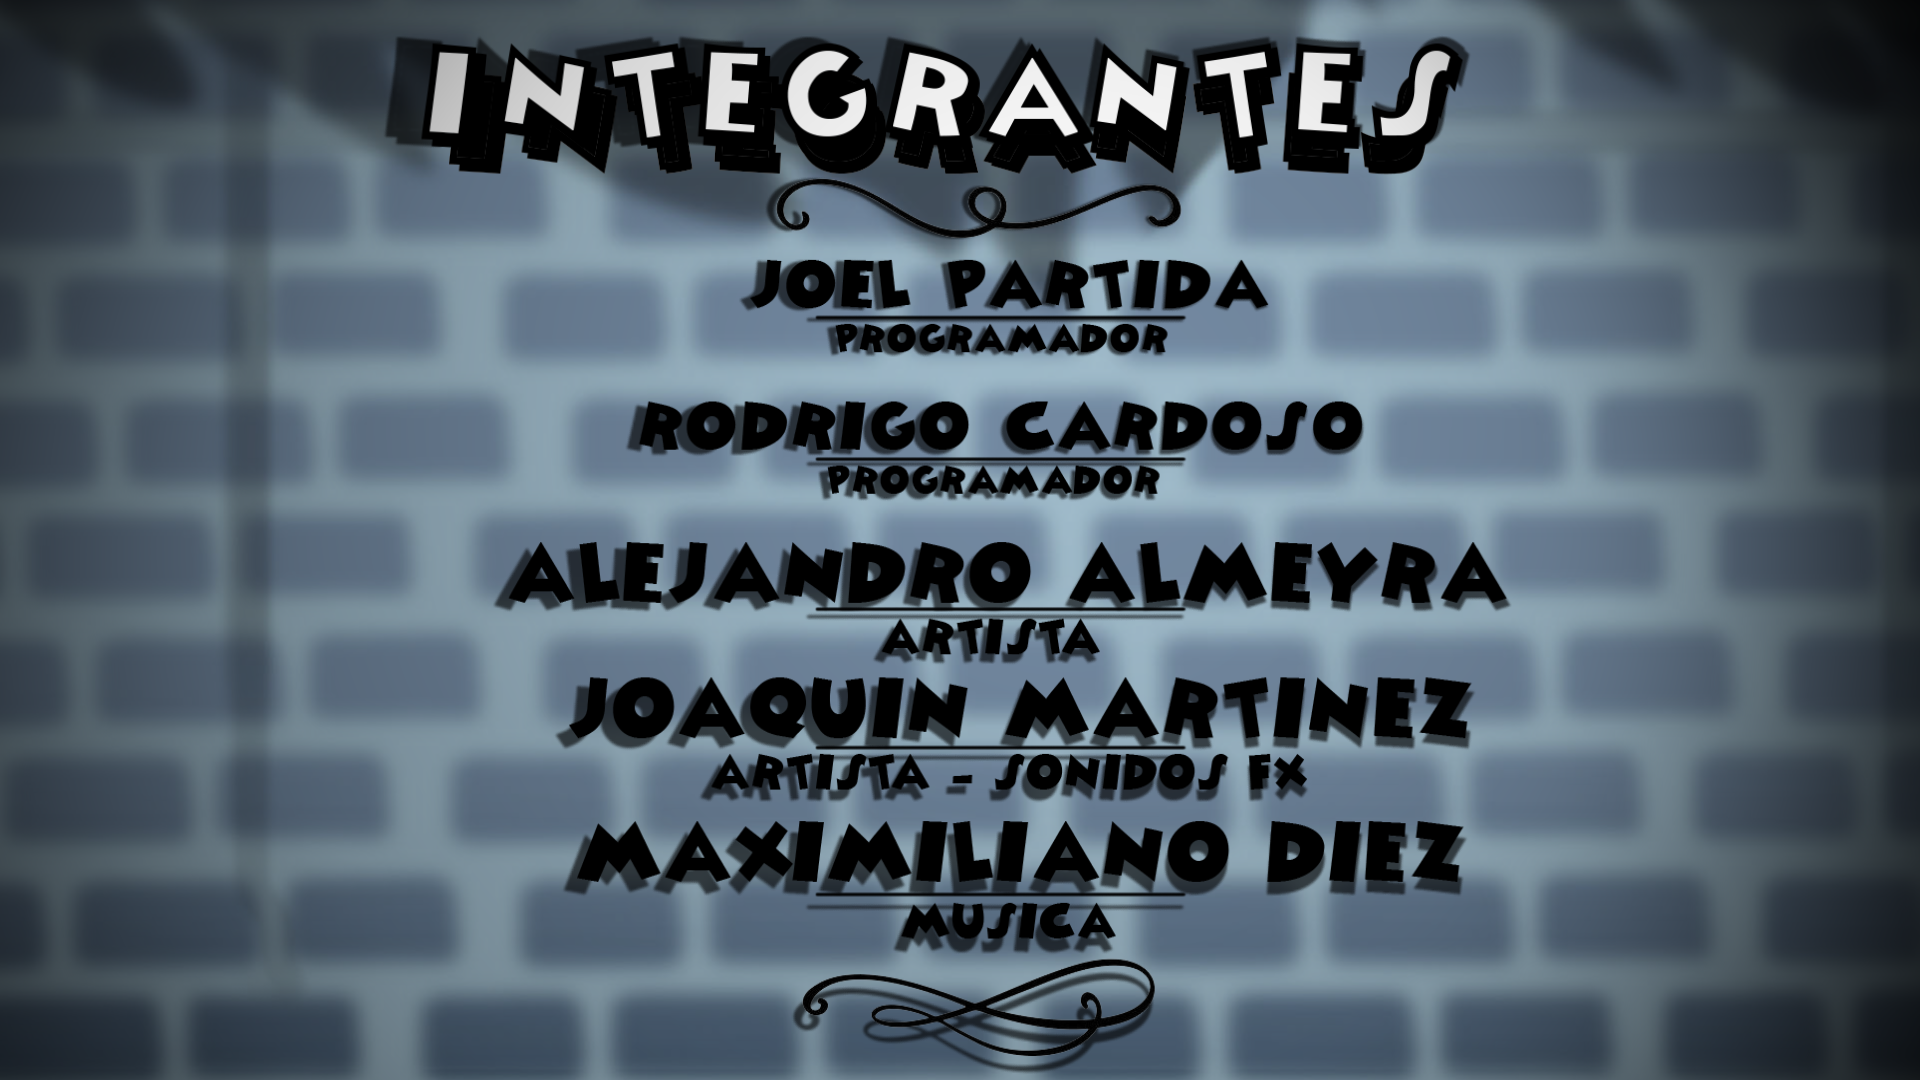 INTEGRANTES
JOEL PARTIDA
PROGRAMADOR
RODRIGO CARDOSO
PROGRAMADOR
ALEJANDRO ALMEYRA
ARTISTA
JOAQUIN MARTINEZ
ARTISTA - SONIDOS FX
MAXIMILIANO DIEZ
MUSICA